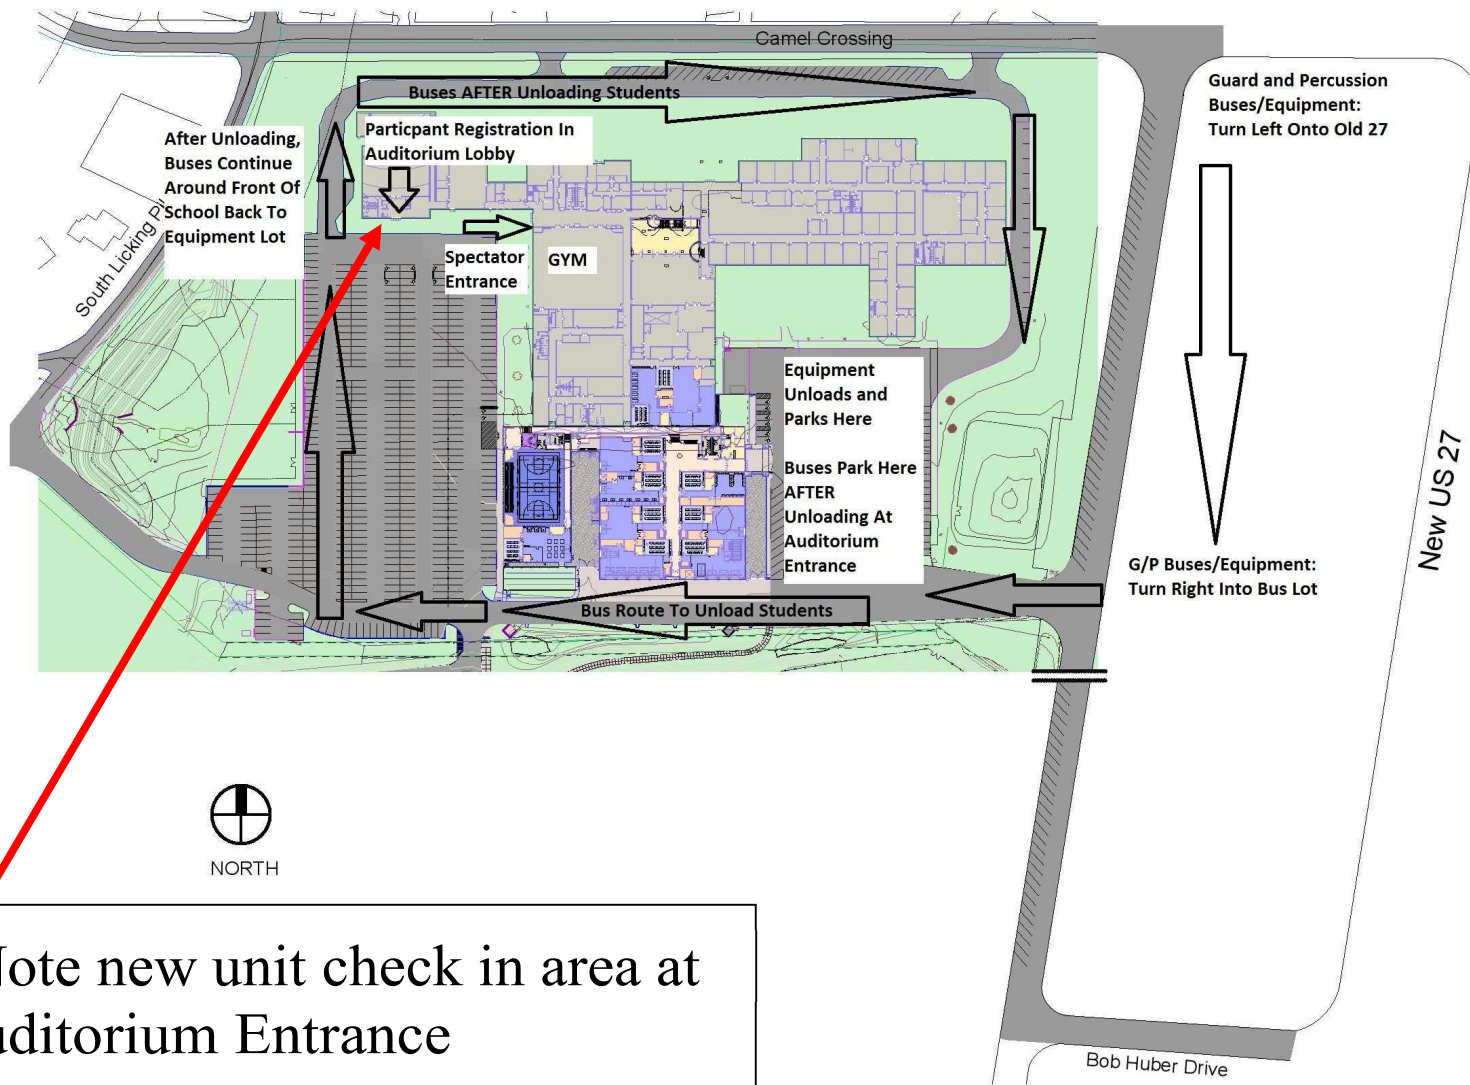 Camel Crossing
Buses AFTER Unloading Students
Guard and Percussion
Buses/Equipment:
Turn Left Onto Old 27
After Unloading,
Buses Continue
Around Front Of
School Back To
Equipment Lot
Particpant Registration In
Auditorium Lobby
South Licking
Spectator
Entrance
GYM
Equipment
Unloads and
Parks Here
Buses Park Here
AFTER
Unloading At
Auditorium
Entrance
New US 27
G/P Buses/Equipment:
Turn Right Into Bus Lot
Bus Route To Unload Students
NORTH
new unit check in area at
Entrance
Bob Huber Drive